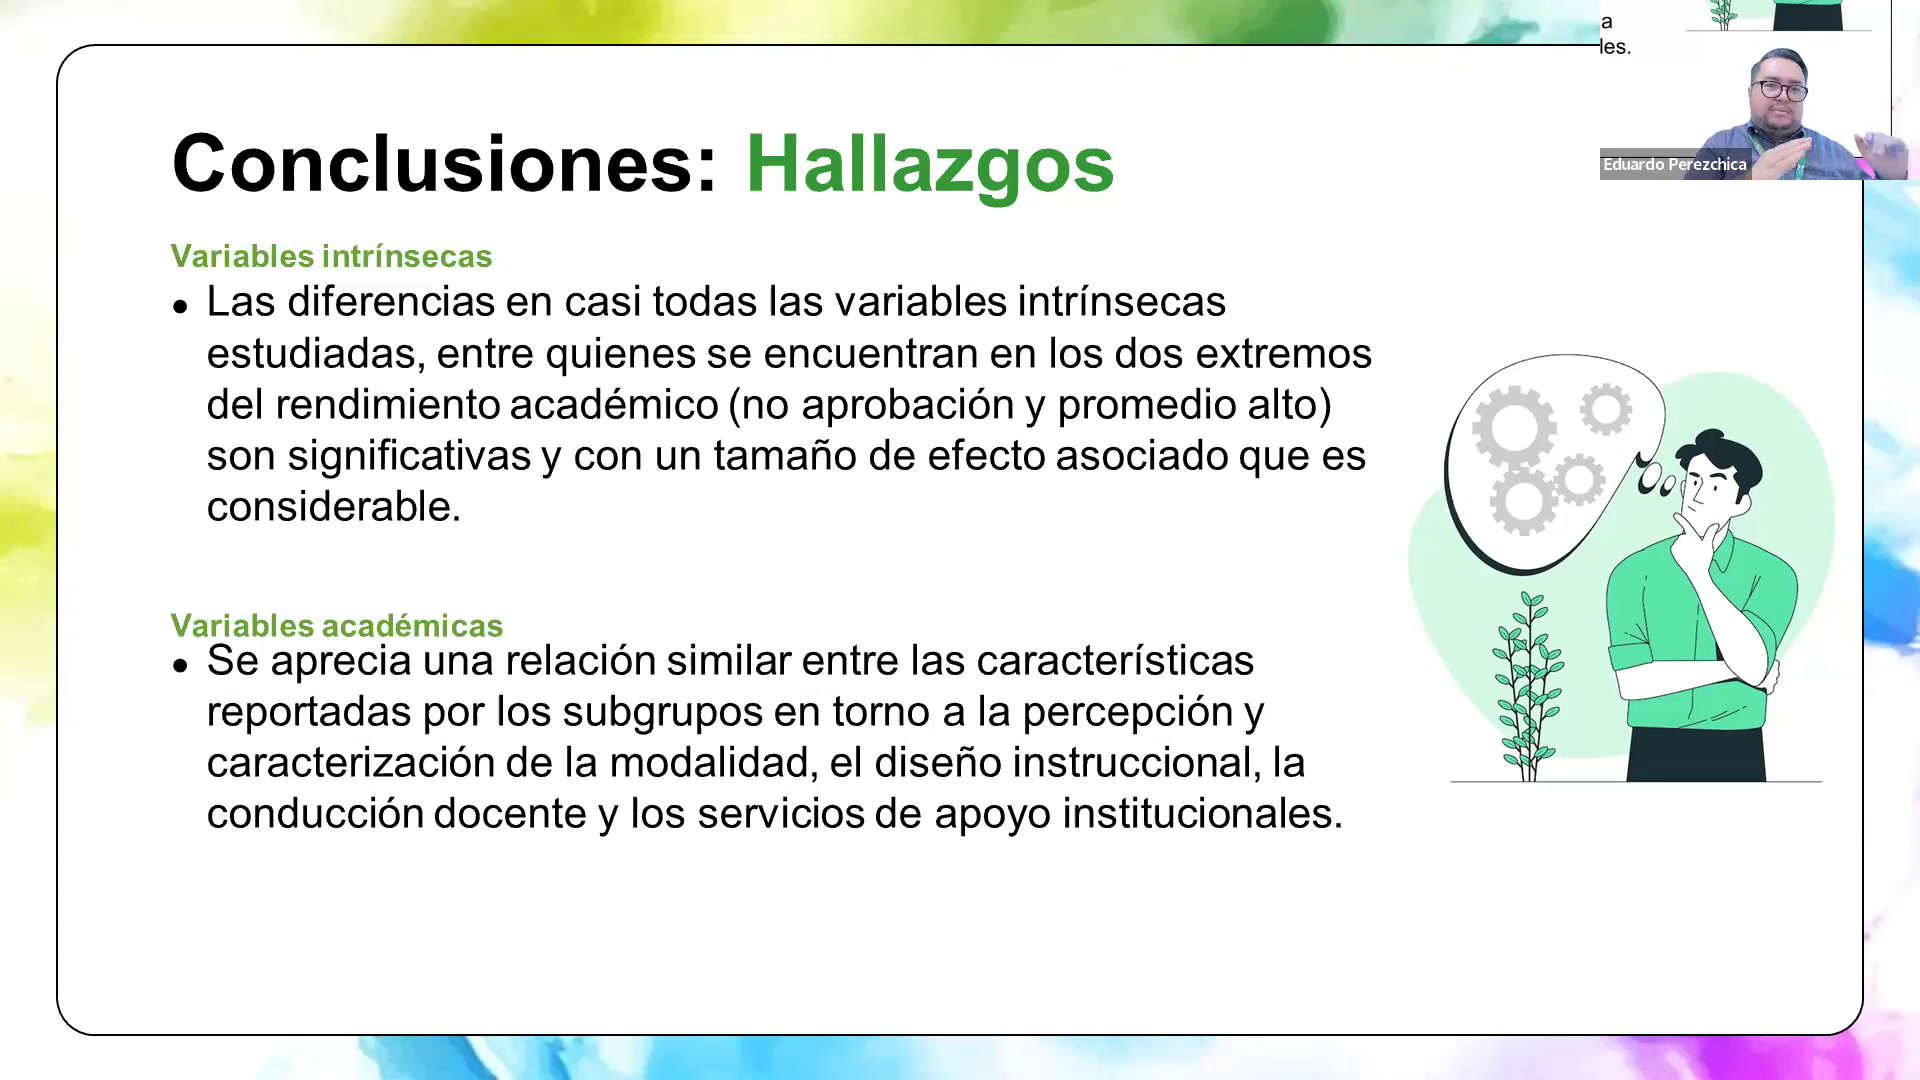 a
les.
Eduardo Perezchica
Conclusiones: Hallazgos
Variables intrínsecas
• Las diferencias en casi todas las variables intrínsecas
estudiadas, entre quienes se encuentran en los dos extremos
del rendimiento académico (no aprobación y promedio alto)
son significativas y con un tamaño de efecto asociado que es
considerable.
Variables académicas
• Se aprecia una relación similar entre las características
reportadas por los subgrupos en torno a la percepción y
caracterización de la modalidad, el diseño instruccional, la
conducción docente y los servicios de apoyo institucionales.